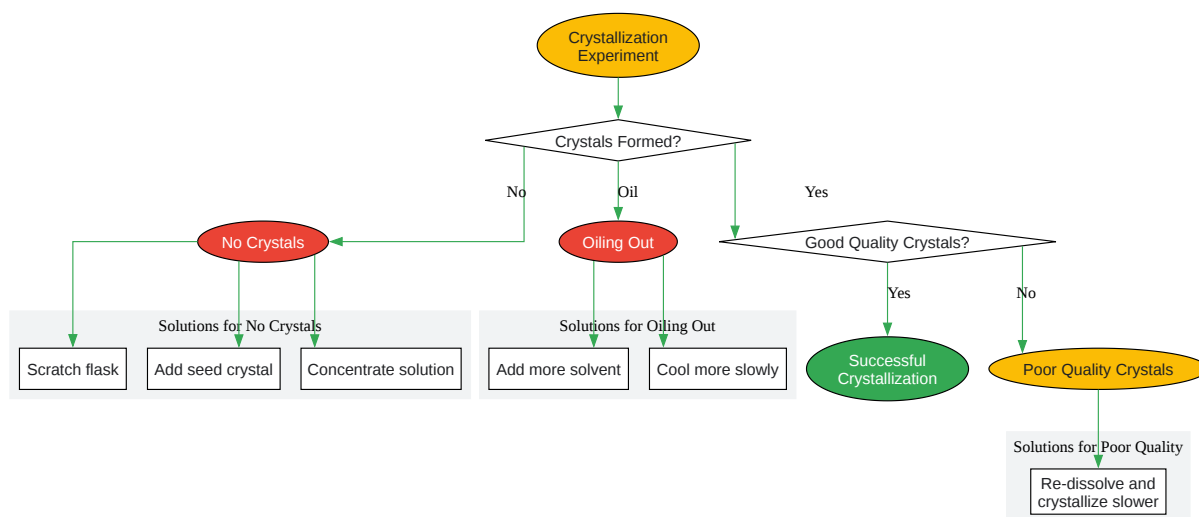 Crystallization
Experiment
Crystals Formed?
No
Oil
Yes
No Crystals
Oiling Out
Good Quality Crystals?
Yes
No
Solutions for No Crystals
Solutions for Oiling Out
Scratch flask
Add seed crystal
Concentrate solution
Add more solvent
Cool more slowly
Successful
Crystallization
Poor Quality Crystals
Solutions for Poor Quality
Re-dissolve and
crystallize slower